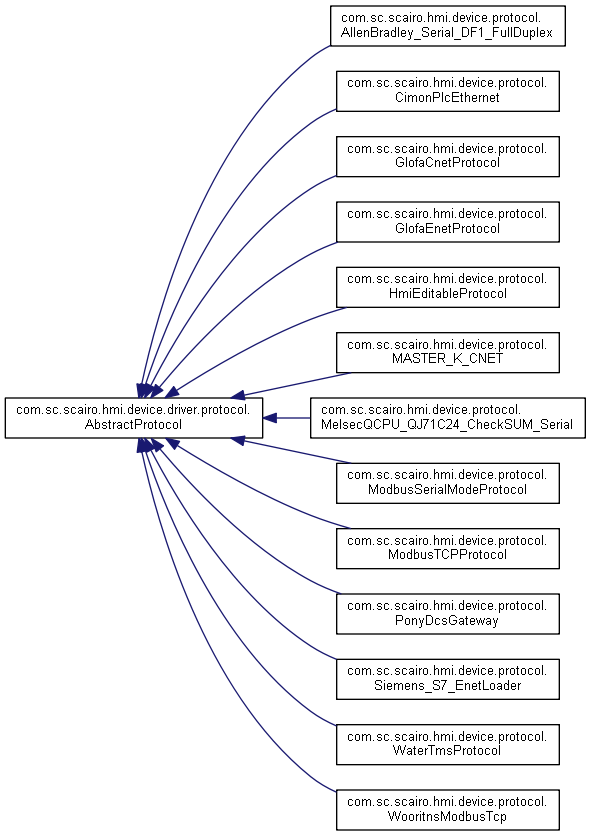 com.sc.scairo.hmi.device.protocol.
AllenBradley_Serial_DF1_FullDuplex
com.sc.scairo.hmi.device.protocol.
CimonPlcEthernet
com.sc.scairo.hmi.device.protocol.
GlofaCnetProtocol
com.sc.scairo.hmi.device.protocol.
GlofaEnetProtocol
com.sc.scairo.hmi.device.protocol.
HmiEditableProtocol
com.sc.scairo.hmi.device.protocol.
MASTER_K_CNET
com.sc.scairo.hmi.device.driver.protocol.
AbstractProtocol
com.sc.scairo.hmi.device.protocol.
MelsecQCPU_QJ71C24_CheckSUM_Serial
com.sc.scairo.hmi.device.protocol.
ModbusSerialModeProtocol
com.sc.scairo.hmi.device.protocol.
ModbusTCPProtocol
com.sc.scairo.hmi.device.protocol.
PonyDcsGateway
com.sc.scairo.hmi.device.protocol.
Siemens_S7_EnetLoader
com.sc.scairo.hmi.device.protocol.
WaterTmsProtocol
com.sc.scairo.hmi.device.protocol.
WooritnsModbusTcp